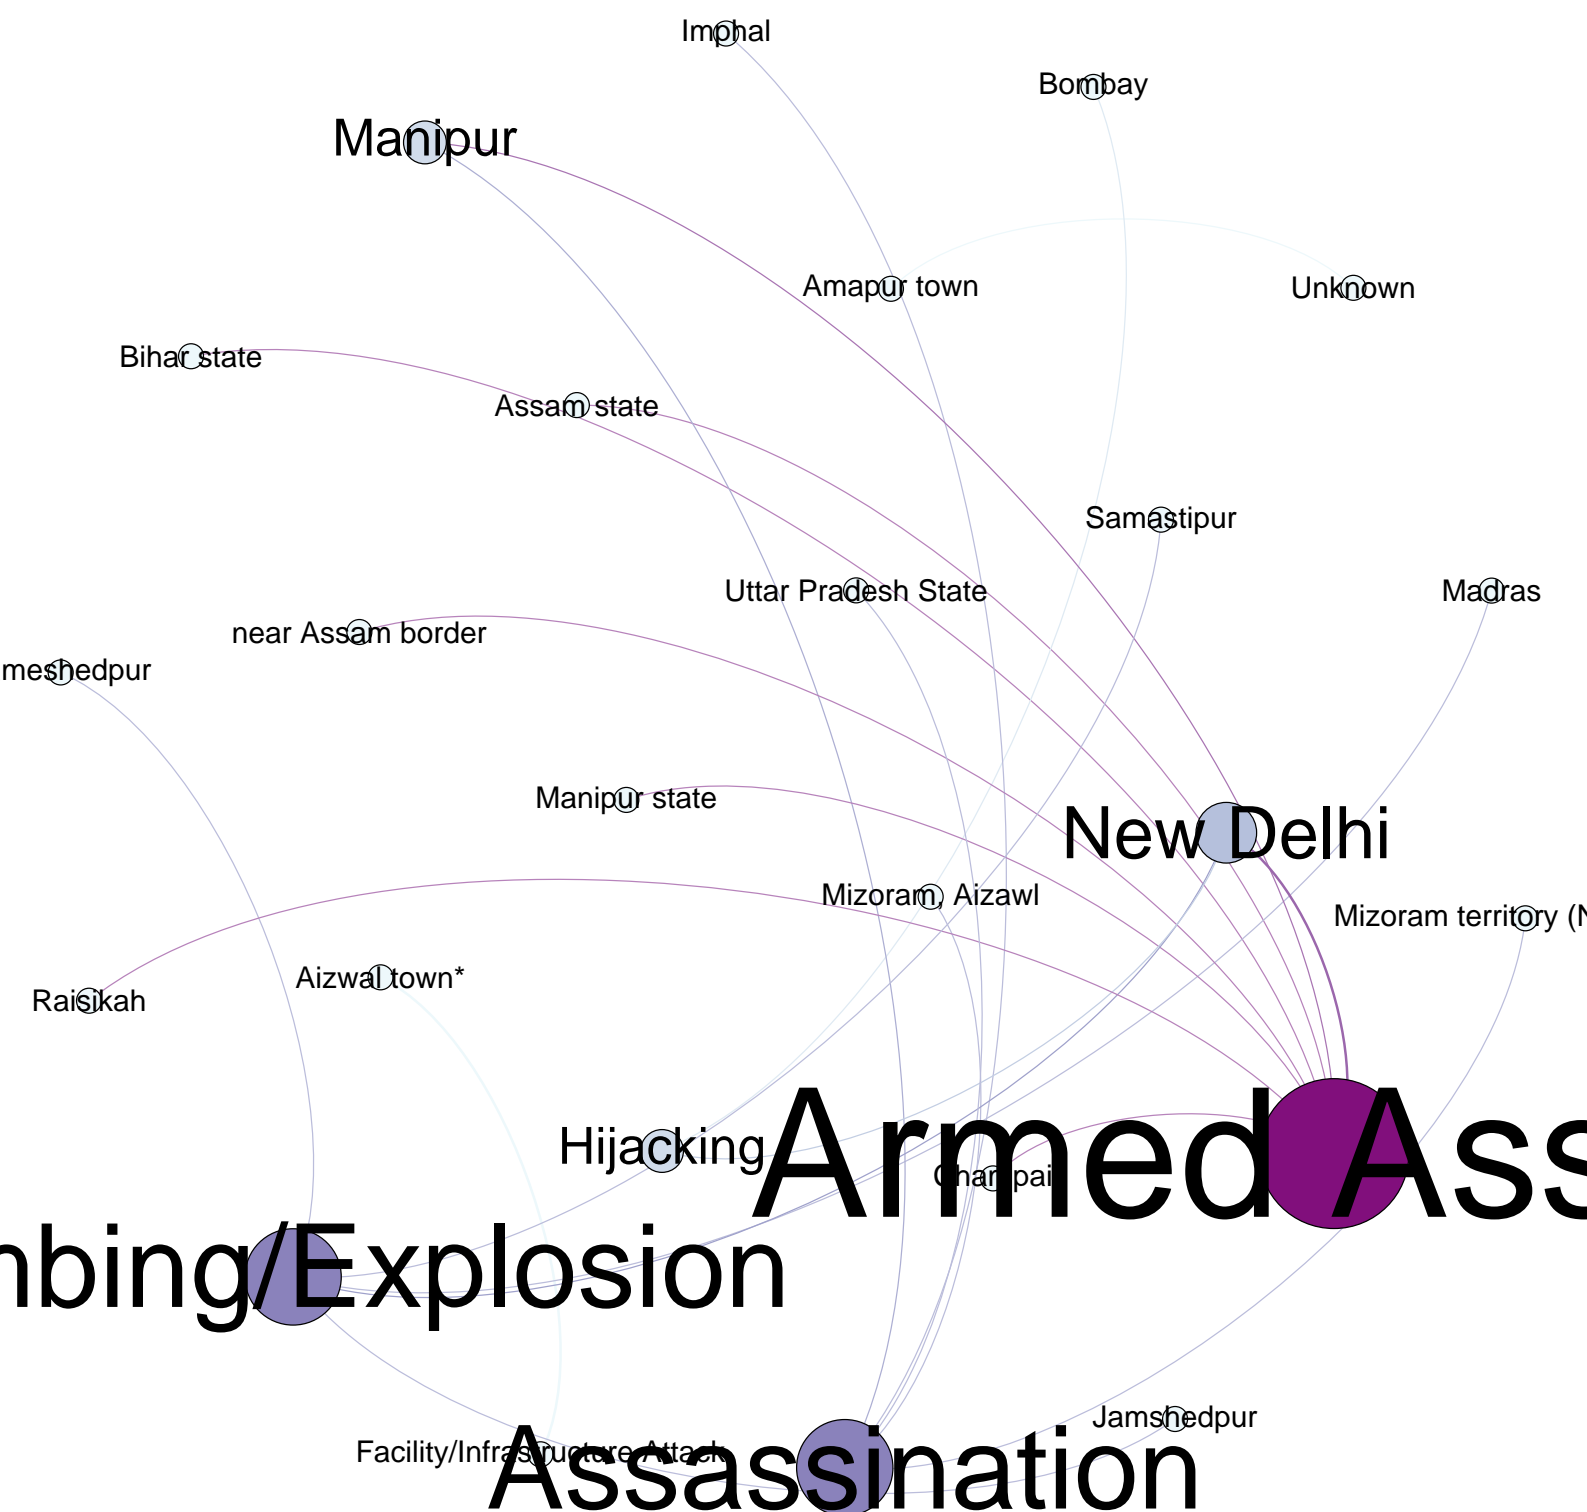 Imphal
Bombay
Manipur
Amapur town
Unknown
Bihar state
Assam state
Samastipur
Uttar Pradesh State
Madras
near Assam border
meshedpur
Manipur state
New Delhi
Mizoram, Aizawl
Mizoram territory (N
Aizwal town*
Raisikah
Hijacking
Armed Ass
Champai
mbing/Explosion
Jamshedpur
Facility/Infrastructure Attack
Assassination